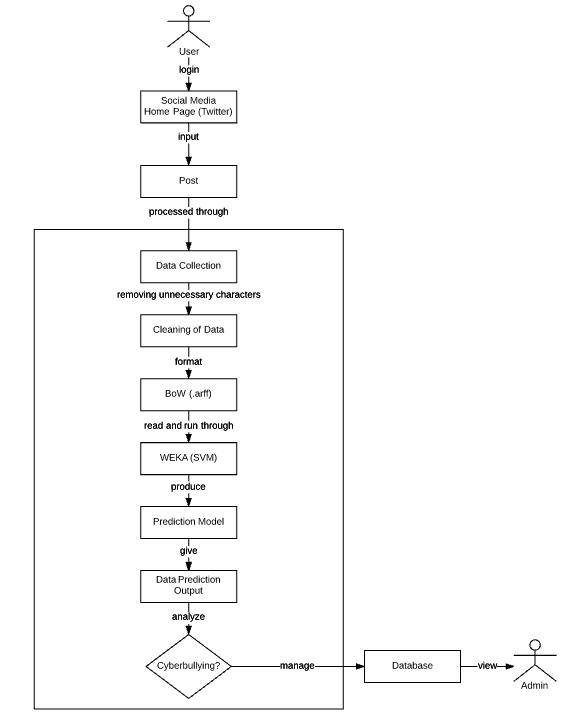 User
login
Social Media
Home Page (Twitter)
input
Post
processed through
Data Collection
removing unnecessary characters
Cleaning of Data
format
BoW (.arff)
read and run through
WEKA (SVM)
produce
Prediction Model
give
Data Prediction
Output
analyze
Cyberbullying?
manage
Database
view
Admin